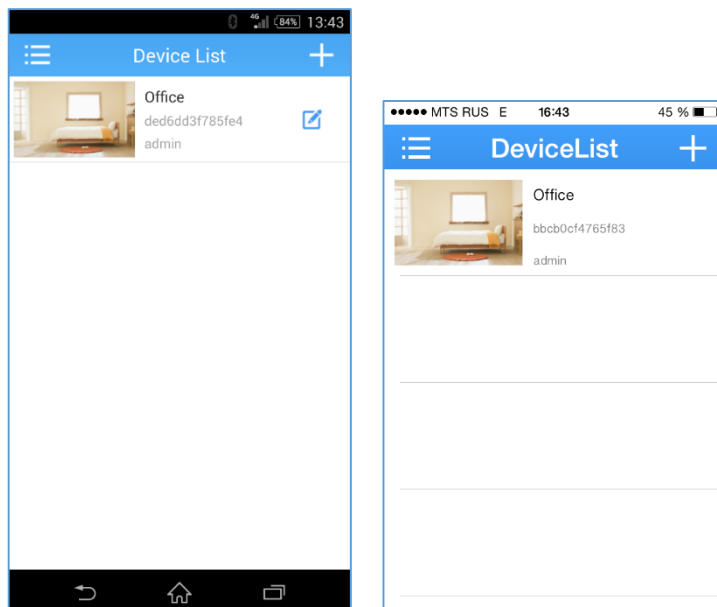 4G 84% 13:43
Device List
Office
ded6dd3f785fe4
admin
MTS RUS E 16:43 45 %
DeviceList
Office
bbcb0cf4765f83
admin